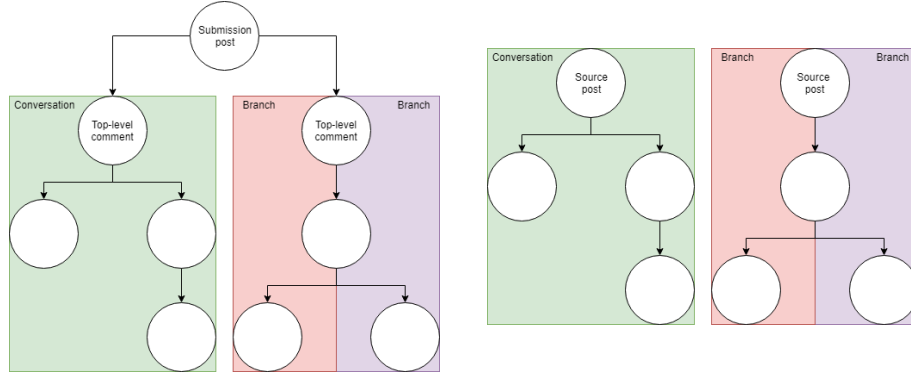 Submission
post
Conversation
Top-level
comment
Branch
Top-level
comment
Branch
Conversation
Source
post
Branch
Source
post
Branch